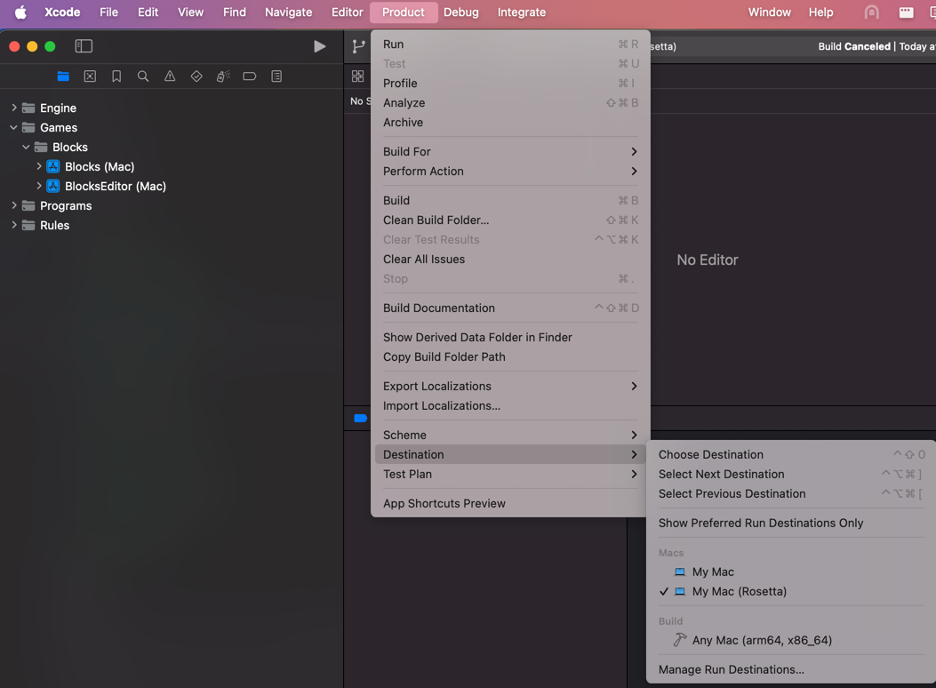 Xcode File Edit View Find Navigate Editor Product Debug Integrate Window Help
setta) Build Canceled | Today a
No S
Engine
Games
Blocks
Blocks (Mac)
BlocksEditor (Mac)
Programs
Rules
Run ⌘ R
Test ⌘ U
Profile ⌘ I
Analyze ⇧ ⌘ B
Archive
Build For
Perform Action
Build ⌘ B
Clean Build Folder... ⇧ ⌘ K
Clear Test Results ^ ⌥ ⌘ K
Clear All Issues
Stop ⌘ .
Build Documentation ^ ⇧ ⌘ D
Show Derived Data Folder in Finder
Copy Build Folder Path
Export Localizations
Import Localizations...
Scheme
Destination
Test Plan
App Shortcuts Preview
No Editor
Choose Destination ^ ⇧ 0
Select Next Destination ^ ⌥ ⌘ ]
Select Previous Destination ^ ⌥ ⌘ [
Show Preferred Run Destinations Only
Macs
My Mac
✓ My Mac (Rosetta)
Build
Any Mac (arm64, x86_64)
Manage Run Destinations...